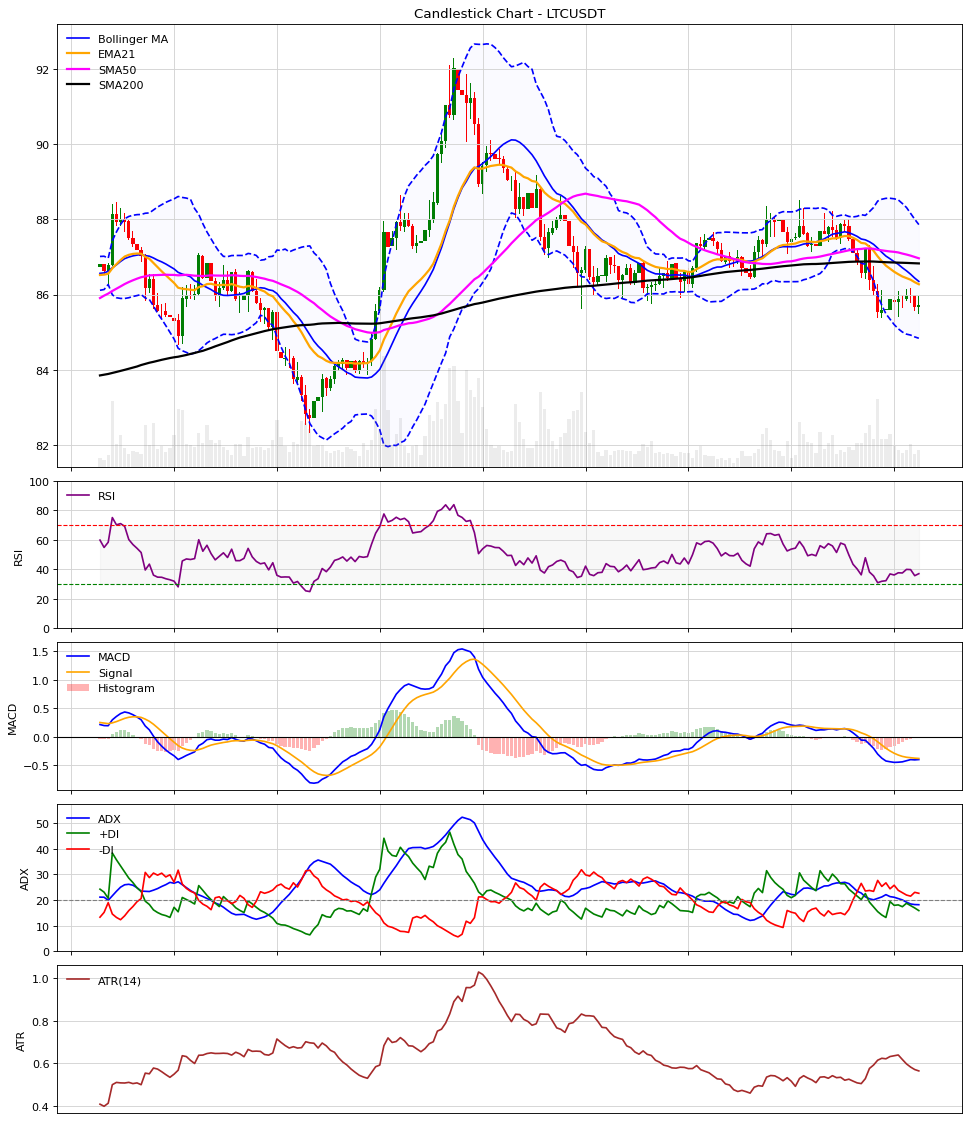 Candlestick Chart - LTCUSDT
Bollinger MA
EMA21
SMA50
SMA200
92
90
88
86
84
82
RSI
100
80
60
40
20
0
RSI
MACD
Signal
Histogram
1.5
1.0
0.5
0.0
−0.5
MACD
ADX
+DI
-DI
50
40
30
20
10
0
ADX
ATR(14)
1.0
0.8
0.6
0.4
ATR